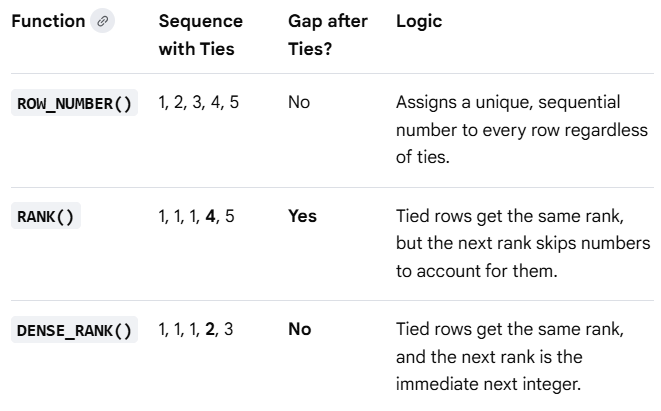 Function Sequence with Ties Gap after Ties? Logic
ROW_NUMBER() 1, 2, 3, 4, 5 No Assigns a unique, sequential
number to every row regardless
of ties.
RANK() 1, 1, 1, 4, 5 Yes Tied rows get the same rank,
but the next rank skips numbers
to account for them.
DENSE_RANK() 1, 1, 1, 2, 3 No Tied rows get the same rank,
and the next rank is the
immediate next integer.